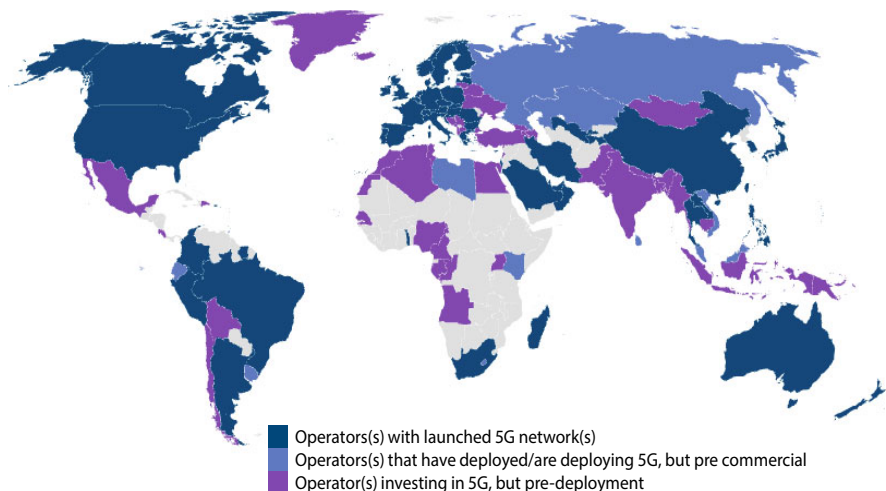 Operators(s) with launched 5G network(s)
Operators(s) that have deployed/are deploying 5G, but pre commercial
Operator(s) investing in 5G, but pre-deployment